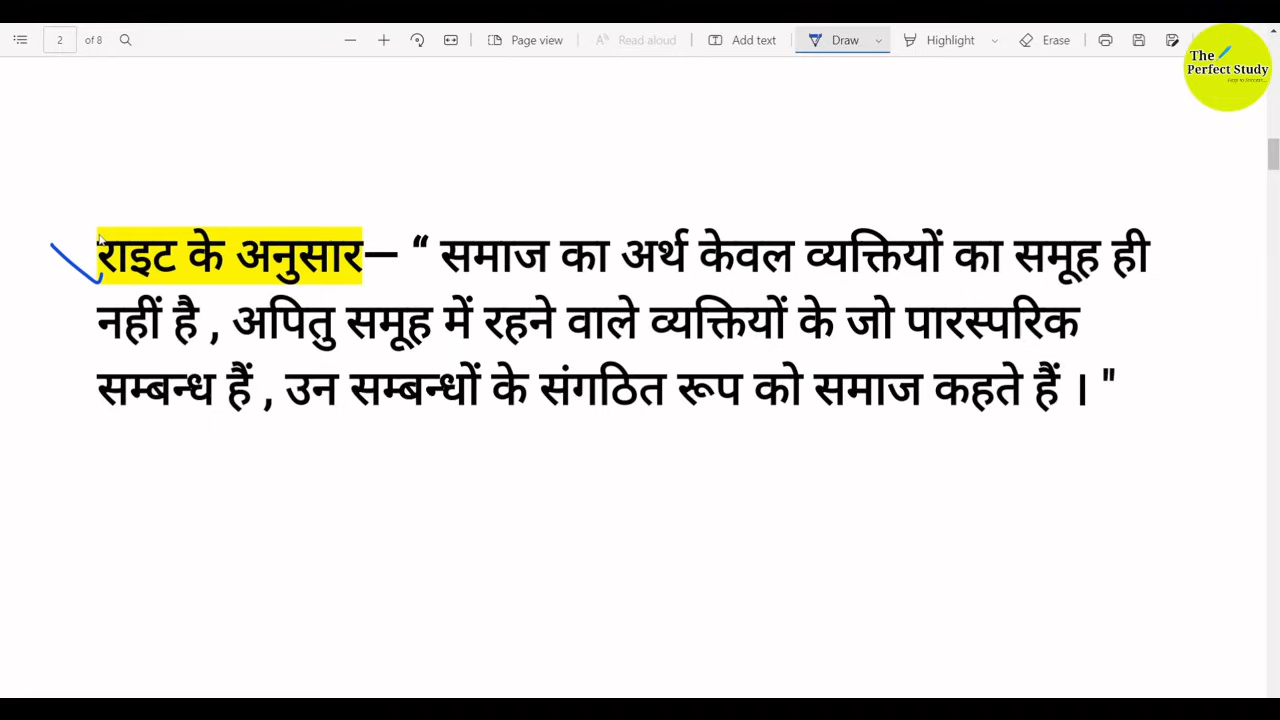 2 of 8 Page view Read aloud Add text Draw Highlight Erase
The
Perfect Study
राइट के अनुसार— “ समाज का अर्थ केवल व्यक्तियों का समूह ही
नहीं है , अपितु समूह में रहने वाले व्यक्तियों के जो पारस्परिक
सम्बन्ध हैं , उन सम्बन्धों के संगठित रूप को समाज कहते हैं । "